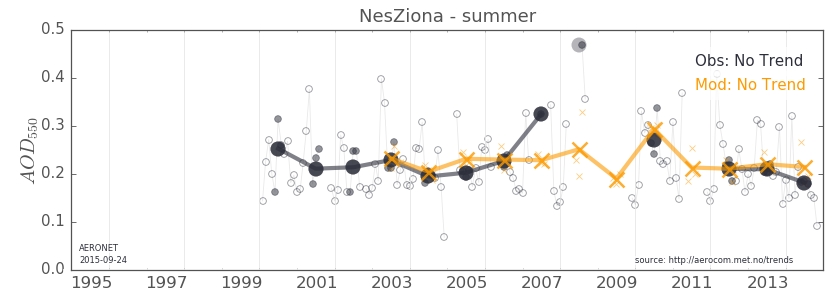 NesZiona - summer
0.5
0.4
0.3
0.2
0.1
0.0
AOD550
Obs: No Trend
Mod: No Trend
AERONET
2015-09-24
source: http://aerocom.met.no/trends
1995 1997 1999 2001 2003 2005 2007 2009 2011 2013